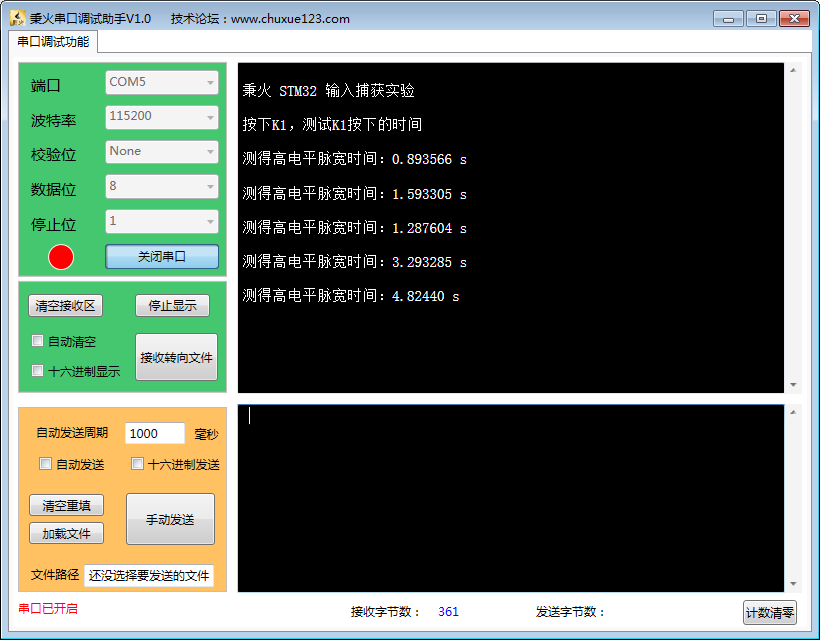 秉火串口调试助手V1.0 技术论坛：www.chuxue123.com
串口调试功能
端口 COM5
波特率 115200
校验位 None
数据位 8
停止位 1
关闭串口
清空接收区 停止显示
自动清空
接收转向文件
十六进制显示
自动发送周期 1000 毫秒
自动发送 十六进制发送
清空重填
手动发送
加载文件
文件路径 还没选择要发送的文件
串口已开启
秉火 STM32 输入捕获实验
按下K1，测试K1按下的时间
测得高电平脉宽时间：0.893566 s
测得高电平脉宽时间：1.593305 s
测得高电平脉宽时间：1.287604 s
测得高电平脉宽时间：3.293285 s
测得高电平脉宽时间：4.82440 s
接收字节数： 361 发送字节数：
计数清零